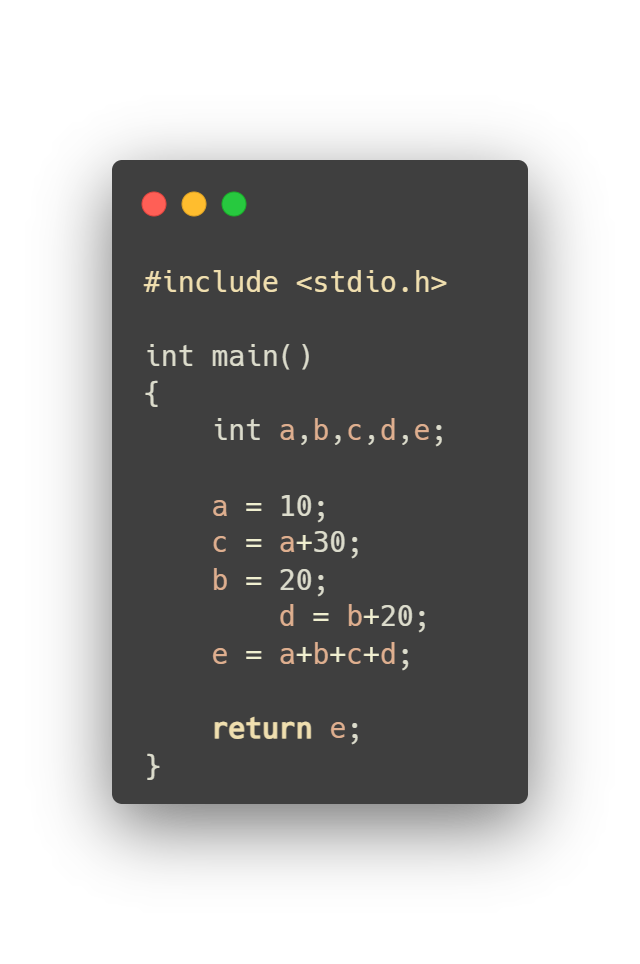 #include <stdio.h>

int main()
{
    int a,b,c,d,e;

    a = 10;
    c = a+30;
    b = 20;
        d = b+20;
    e = a+b+c+d;

    return e;
}